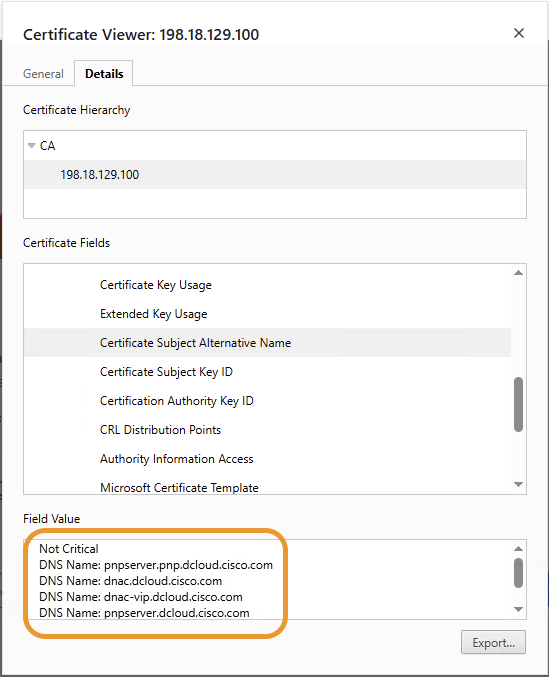 Certificate Viewer: 198.18.129.100
General
Details
Certificate Hierarchy
CA
198.18.129.100
Certificate Fields
Certificate Key Usage
Extended Key Usage
Certificate Subject Alternative Name
Certificate Subject Key ID
Certification Authority Key ID
CRL Distribution Points
Authority Information Access
Microsoft Certificate Template
Field Value
Not Critical
DNS Name: pnpserver.pnp.dcloud.cisco.com
DNS Name: dnac.dcloud.cisco.com
DNS Name: dnac-vip.dcloud.cisco.com
DNS Name: pnpserver.dcloud.cisco.com
Export...